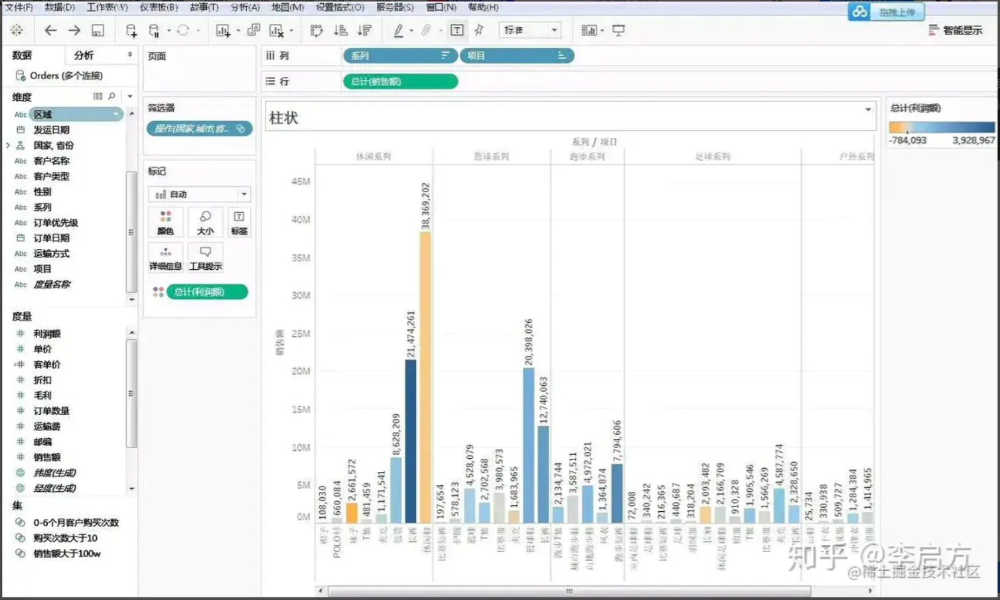 文件(F) 数据(D) 工作表(W) 仪表板(B) 故事(T) 分析(A) 地图(M) 设置格式(O) 服务器(S) 窗口(N) 帮助(H)
拖拽上传
标准
智能显示
数据 分析
Orders (多个连接)
维度
Abc 区域
发运日期
国家, 省份
Abc 客户名称
Abc 客户类型
Abc 性别
Abc 系列
Abc 订单优先级
订单日期
Abc 运输方式
Abc 项目
Abc 度量名称
度量
利润额
单价
客单价
折扣
毛利
订单数量
运输费
邮编
销售额
纬度(生成)
经度(生成)
集
0-6个月客户购买次数
购买次数大于10
销售额大于100w
页面
筛选器
操作(国家,城市,省..
标记
自动
颜色 大小 标签
详细信息 工具提示
总计(利润额)
列 系列 项目
行 总计(销售额)
柱状
系列 / 项目
休闲系列 篮球系列 跑步系列 足球系列 户外系列
销售额
45M
40M
35M
30M
25M
20M
15M
10M
5M
0M
108,030
660,084
2,661,572
481,459
1,171,541
8,628,209
21,474,261
38,369,202
197,654
578,123
4,528,079
2,702,568
3,980,573
1,683,965
20,398,026
12,740,063
2,134,744
3,587,511
4,972,021
1,364,874
7,794,606
72,008
340,242
216,365
440,687
318,204
2,093,482
2,166,709
910,328
1,905,546
1,566,269
4,587,774
2,328,650
25,734
330,938
509,727
1,284,384
1,414,965
帽子
POLO衫
袜子
T恤
夹克
包袋
长裤
休闲鞋
比赛短裤
护腕
篮球
T恤
比赛服
夹克
篮球鞋
长裤
跑步T恤
城市跑步鞋
山地跑步鞋
风衣
跑步短裤
室内足球鞋
足球鞋
比赛短裤
足球
羽绒服
长袖
休闲足球鞋
棉服
T恤
比赛服
夹克
长裤
登山鞋
冲锋衣
总计(利润额)
-784,093 3,928,967
知乎 @李启方
@稀土掘金技术社区